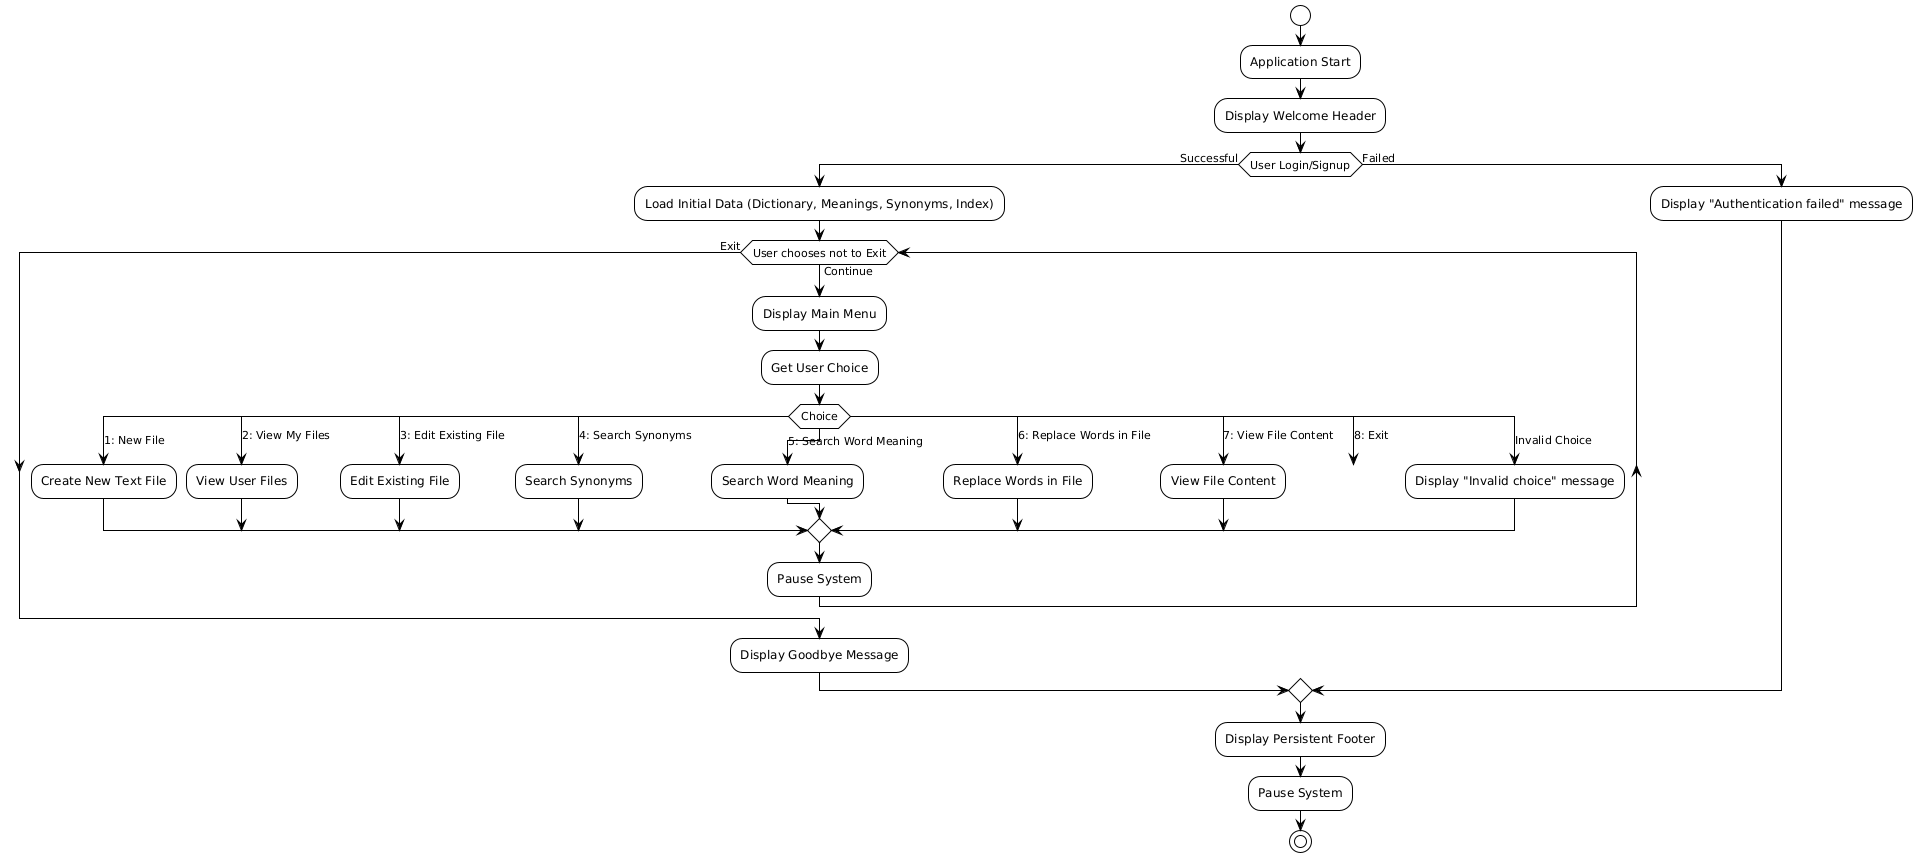 Application Start
Display Welcome Header
Successful
User Login/Signup
Failed
Load Initial Data (Dictionary, Meanings, Synonyms, Index)
Display "Authentication failed" message
Exit
User chooses not to Exit
Continue
Display Main Menu
Get User Choice
Choice
1: New File
2: View My Files
3: Edit Existing File
4: Search Synonyms
5: Search Word Meaning
6: Replace Words in File
7: View File Content
8: Exit
Invalid Choice
Create New Text File
View User Files
Edit Existing File
Search Synonyms
Search Word Meaning
Replace Words in File
View File Content
Display "Invalid choice" message
Pause System
Display Goodbye Message
Display Persistent Footer
Pause System